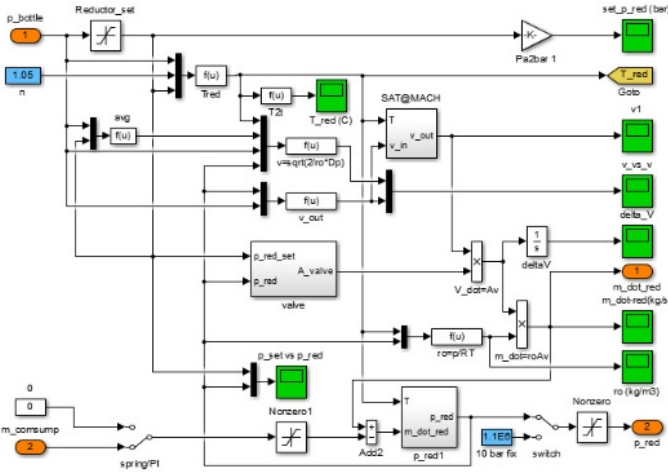 p_bottle
Reductor_set
set_p_red (bar)
1
-K-
Pa2bar 1
1.05
n
f(u)
Tred
T_red
Goto
f(u)
T2t
T_red (C)
SAT@MACH
T
v_in
v_out
v1
avg
f(u)
f(u)
v=sqrt(2/ro*Dp)
v_vs_v
f(u)
v_out
delta_V
p_red_set
p_red
A_valve
valve
X
V_dot=Av
1
s
deltaV
1
m_dot_red
m_dot-red(kg/s
X
m_dot=roAv
f(u)
ro=p/RT
ro (kg/m3)
p_set vs p_red
0
0
m_comsump
2
spring/PI
Nonzero1
+
-
Add2
T
m_dot_red
p_red
p_red1
1.1E6
10 bar fix
switch
Nonzero
2
p_red